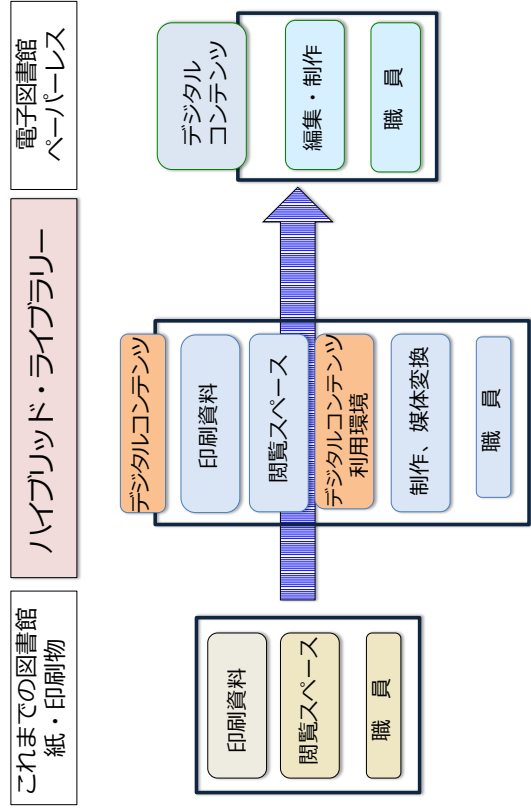 これまでの図書館
紙・印刷物
ハイブリッド・ライブラリー
電子図書館
ペーパーレス
印刷資料
閲覧スペース
職　員
デジタルコンテンツ
印刷資料
閲覧スペース
デジタルコンテンツ
利用環境
制作、媒体変換
職　員
デジタル
コンテンツ
編集・制作
職　員